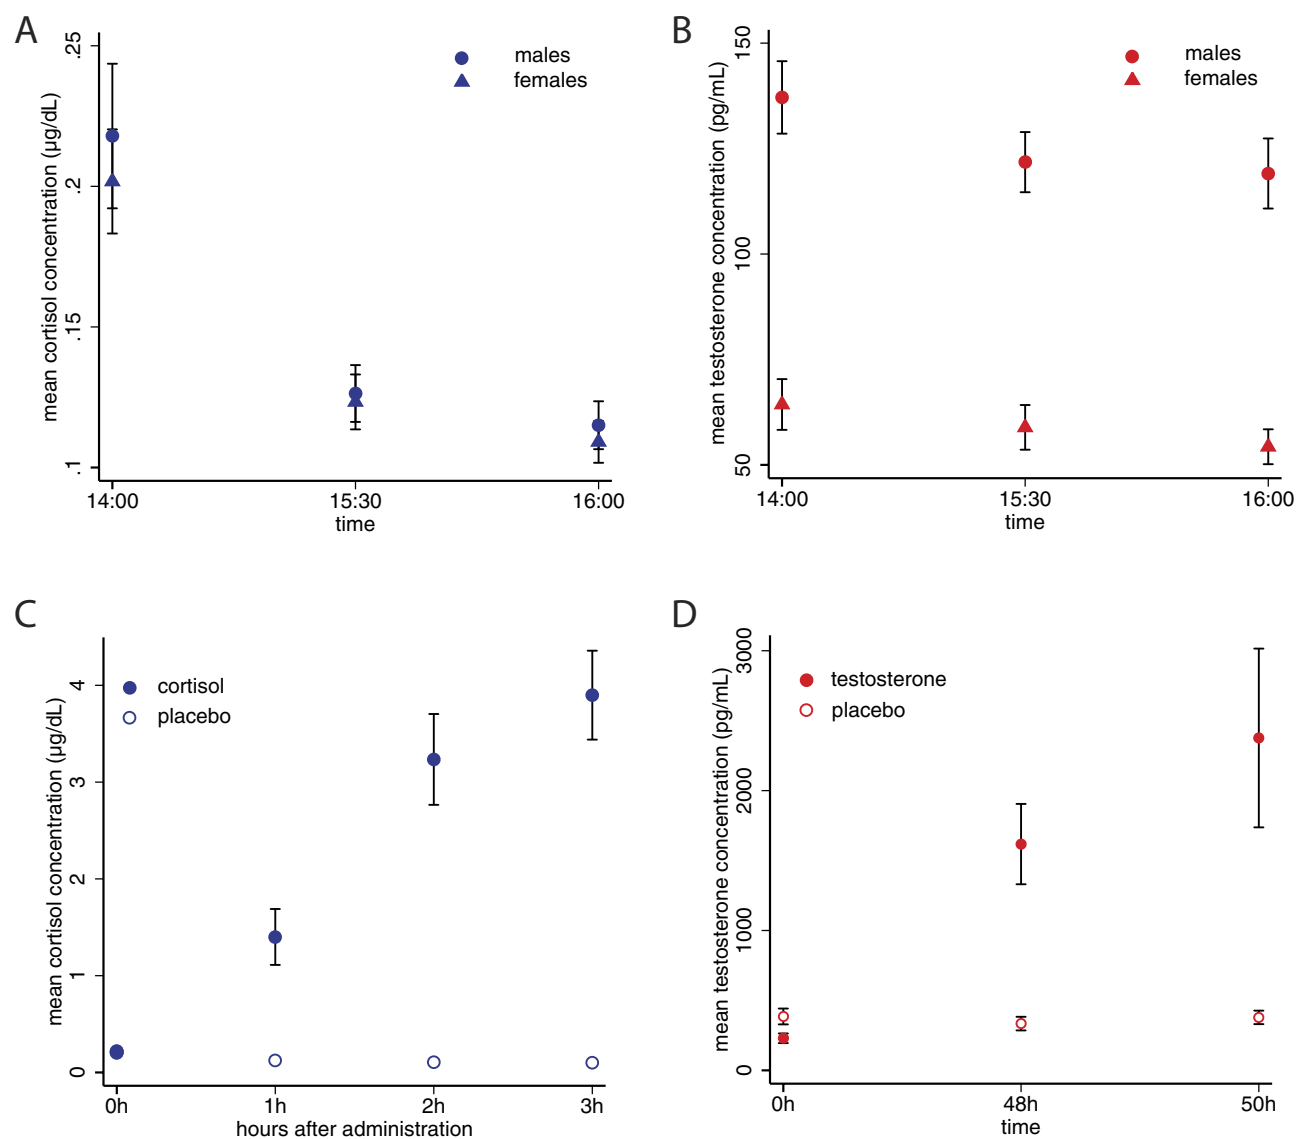 A
mean cortisol concentration (µg/dL)
.25
.2
.15
.1
males
females
14:00 15:30 16:00
time
B
mean testosterone concentration (pg/mL)
150
100
50
males
females
14:00 15:30 16:00
time
C
mean cortisol concentration (µg/dL)
4
3
2
1
0
cortisol
placebo
0h 1h 2h 3h
hours after administration
D
mean testosterone concentration (pg/mL)
3000
2000
1000
0
testosterone
placebo
0h 48h 50h
time